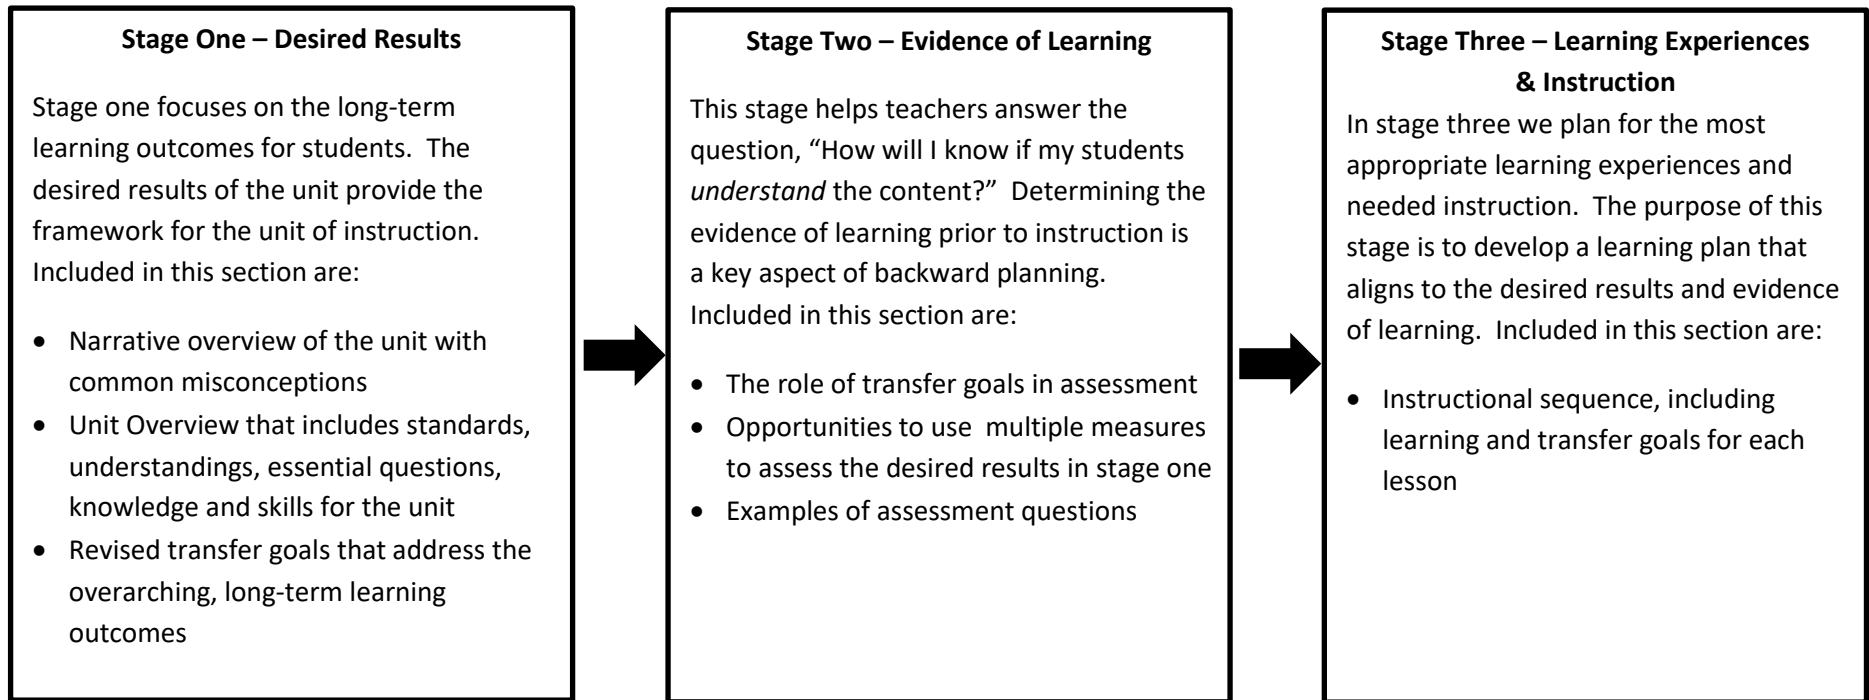 Stage One – Desired Results
Stage one focuses on the long-term
learning outcomes for students.  The
desired results of the unit provide the
framework for the unit of instruction.
Included in this section are:
• Narrative overview of the unit with
common misconceptions
• Unit Overview that includes standards,
understandings, essential questions,
knowledge and skills for the unit
• Revised transfer goals that address the
overarching, long-term learning
outcomes
Stage Two – Evidence of Learning
This stage helps teachers answer the
question, “How will I know if my students
understand the content?”  Determining the
evidence of learning prior to instruction is
a key aspect of backward planning.
Included in this section are:
• The role of transfer goals in assessment
• Opportunities to use  multiple measures
to assess the desired results in stage one
• Examples of assessment questions
Stage Three – Learning Experiences
& Instruction
In stage three we plan for the most
appropriate learning experiences and
needed instruction.  The purpose of this
stage is to develop a learning plan that
aligns to the desired results and evidence
of learning.  Included in this section are:
• Instructional sequence, including
learning and transfer goals for each
lesson